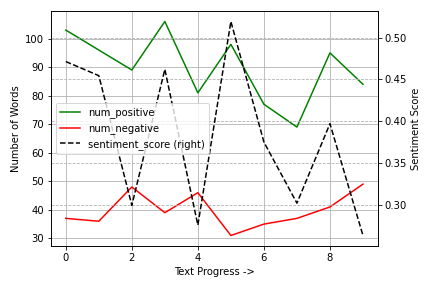 100
90
80
70
60
50
40
30
Number of Words
num_positive
num_negative
sentiment_score (right)
0.50
0.45
0.40
0.35
0.30
Sentiment Score
0 2 4 6 8
Text Progress ->